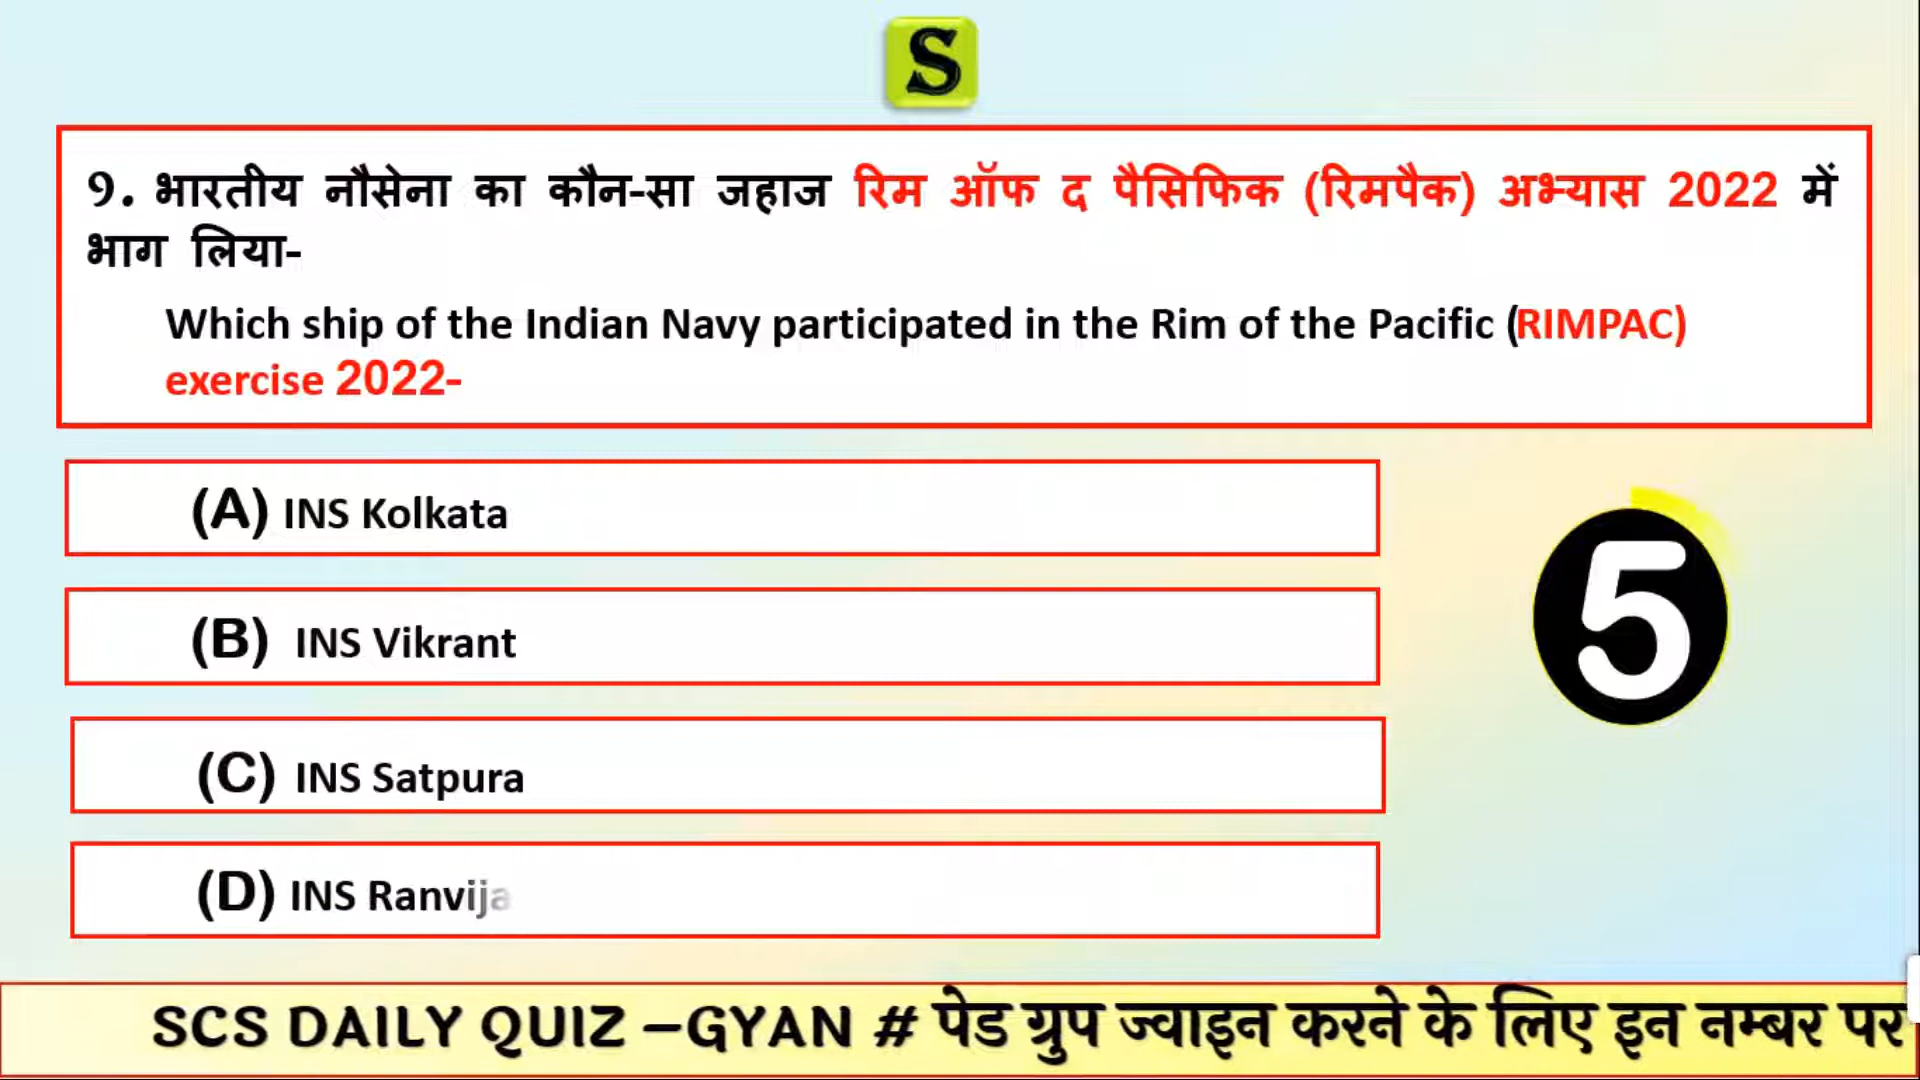 S
9. भारतीय नौसेना का कौन-सा जहाज रिम ऑफ द पैसिफिक (रिमपैक) अभ्यास 2022 में
भाग लिया-
Which ship of the Indian Navy participated in the Rim of the Pacific (RIMPAC)
exercise 2022-
(A) INS Kolkata
5
(B) INS Vikrant
(C) INS Satpura
(D) INS Ranvija
SCS DAILY QUIZ –GYAN # पेड ग्रुप ज्वाइन करने के लिए इन नम्बर पर